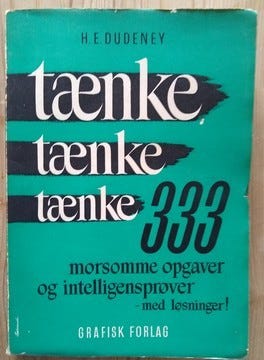 H.E.DUDENEY
tænke,
tænke
tænke 333
morsomme opgaver
og intelligensprøver
- med løsninger!
GRAFISK FORLAG